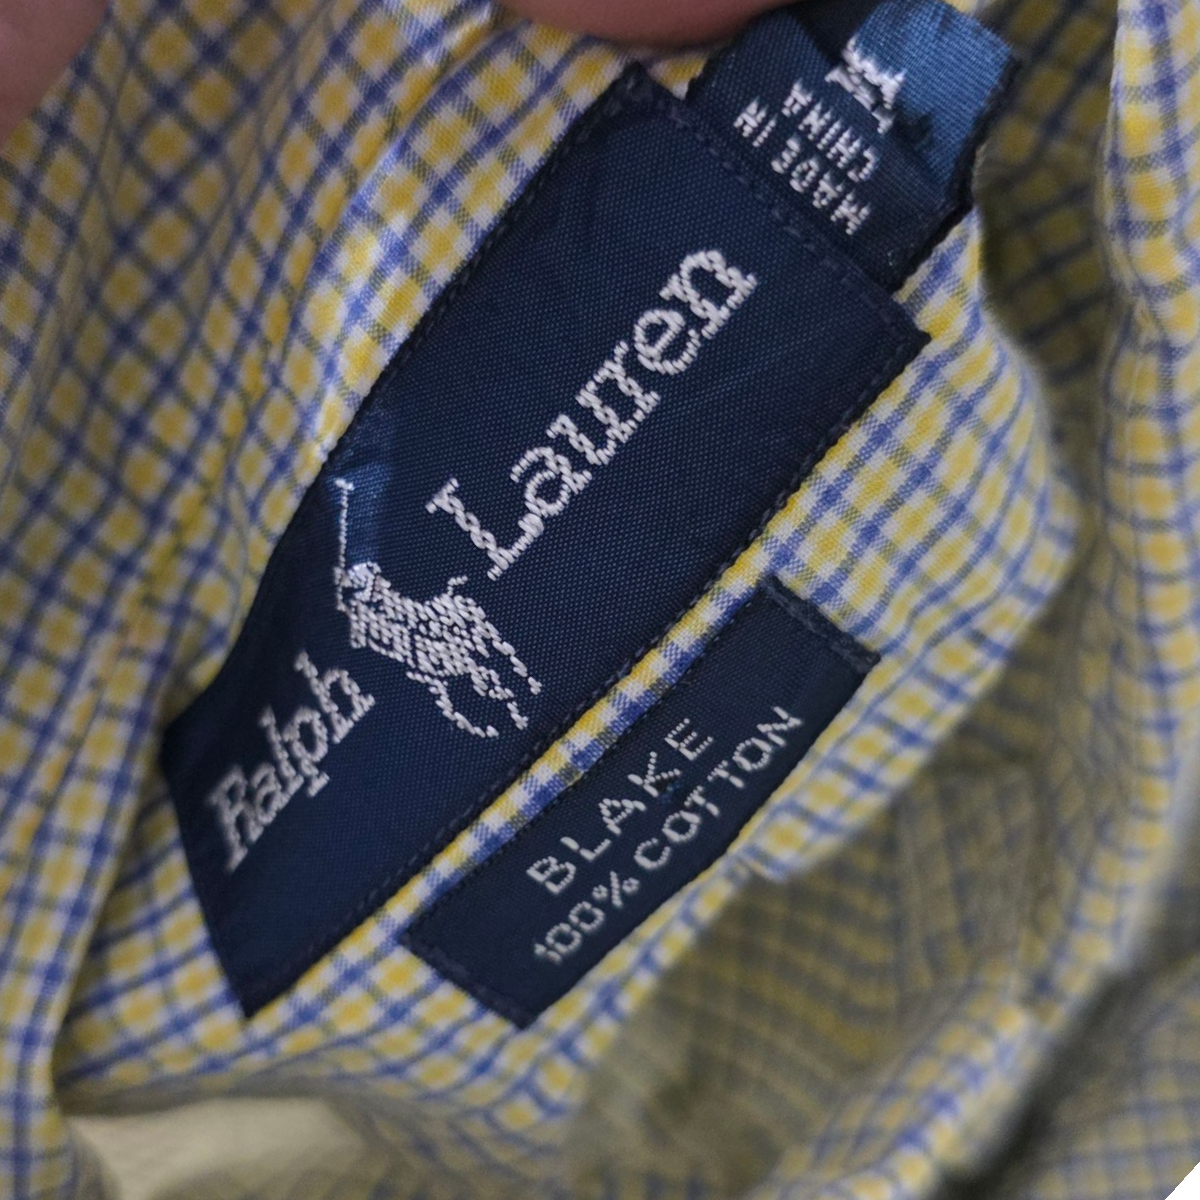 Ralph Lauren
BLAKE
100% COTTON
MADE IN
CHINA